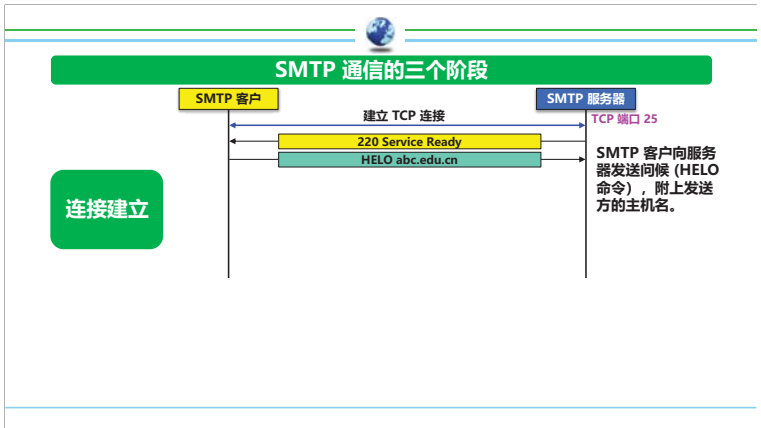 SMTP 通信的三个阶段
SMTP 客户
SMTP 服务器
建立 TCP 连接
TCP 端口 25
220 Service Ready
HELO abc.edu.cn
SMTP 客户向服务
器发送问候 (HELO
命令) ，附上发送
方的主机名。
连接建立